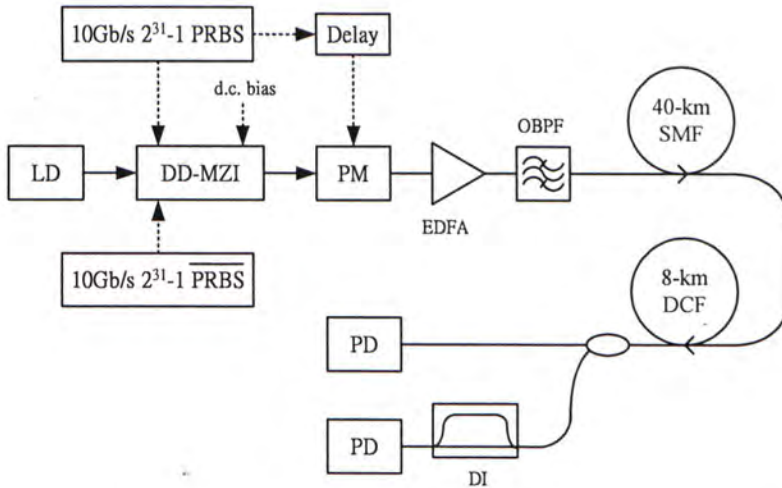 10Gb/s 2³¹-1 PRBS
Delay
d.c. bias
LD
DD-MZI
PM
EDFA
OBPF
40-km
SMF
10Gb/s 2³¹-1 P̅R̅B̅S̅
8-km
DCF
PD
PD
DI